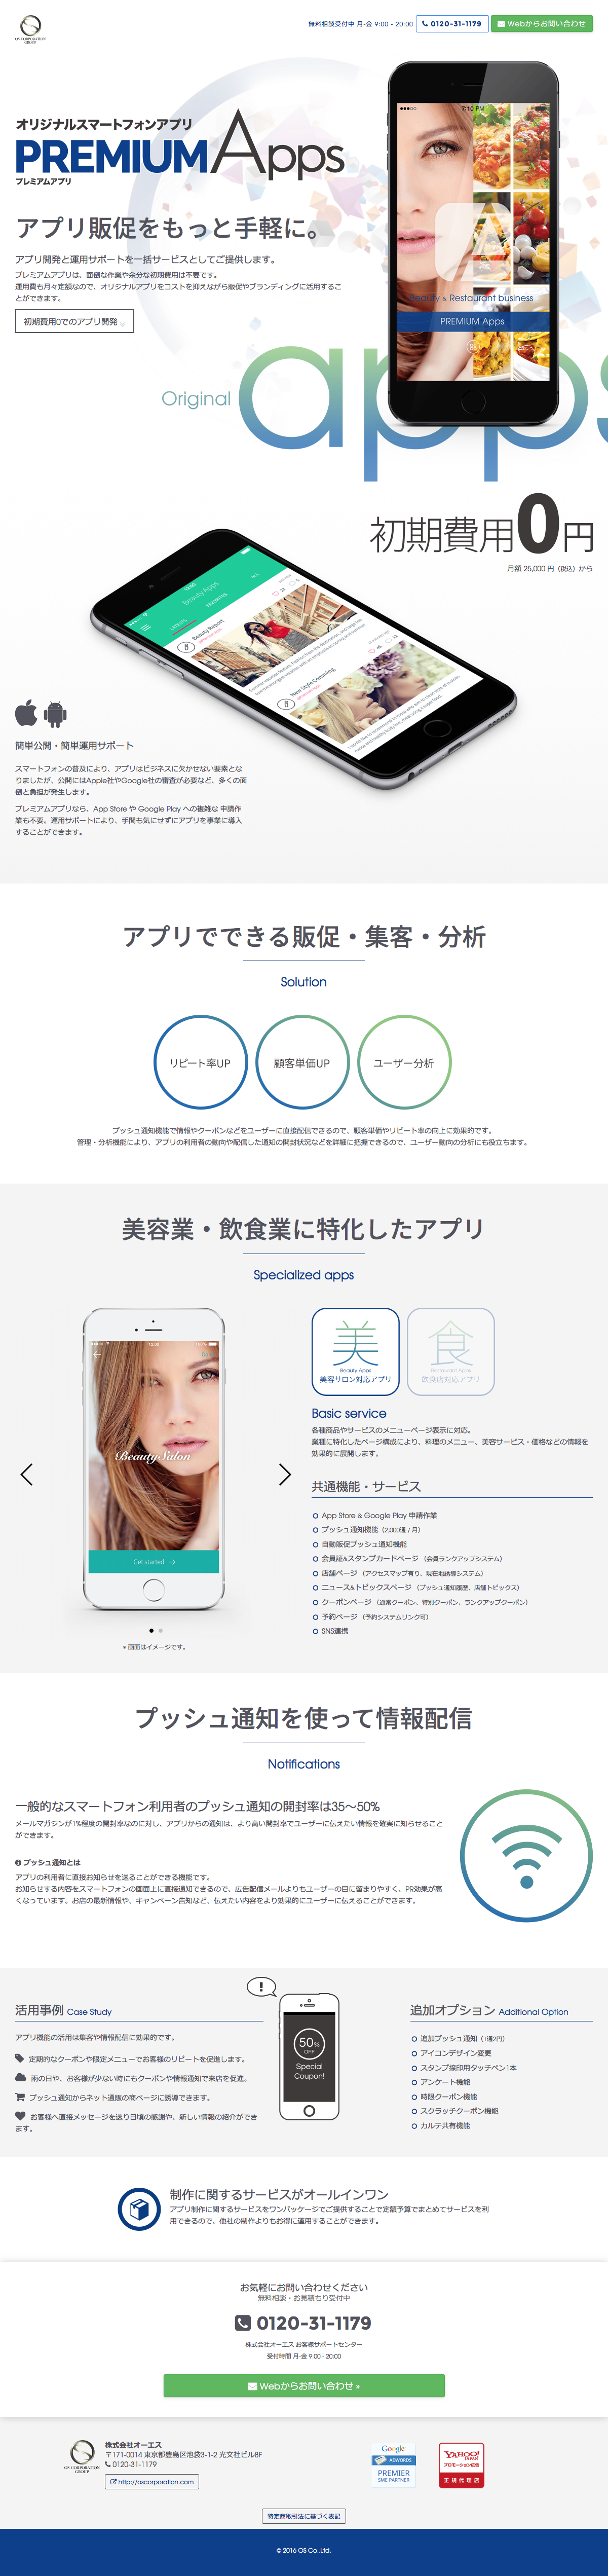 OS CORPORATION
GROUP
無料相談受付中 月-金 9:00 - 20:00
0120-31-1179
Webからお問い合わせ
オリジナルスマートフォンアプリ
PREMIUM Apps
プレミアムアプリ
アプリ販促をもっと手軽に。
アプリ開発と運用サポートを一括サービスとしてご提供します。
プレミアムアプリは、面倒な作業や余分な初期費用は不要です。
運用費も月々定額なので、オリジナルアプリをコストを抑えながら販促やブランディングに活用するこ
とができます。
初期費用0でのアプリ開発
7:10 PM
Beauty & Restaurant business
PREMIUM Apps
Original
apps
初期費用0円
月額 25,000 円（税込）から
Beauty Apps
LATESTS
FAVORITES
ALL
Beauty Report
New Style Comming.
簡単公開・簡単運用サポート
スマートフォンの普及により、アプリはビジネスに欠かせない要素とな
りましたが、公開にはApple社やGoogle社の審査が必要など、多くの面
倒と負担が発生します。
プレミアムアプリなら、App Store や Google Play への複雑な 申請作
業も不要。運用サポートにより、手間も気にせずにアプリを事業に導入
することができます。
アプリでできる販促・集客・分析
Solution
リピート率UP
顧客単価UP
ユーザー分析
プッシュ通知機能で情報やクーポンなどをユーザーに直接配信できるので、顧客単価やリピート率の向上に効果的です。
管理・分析機能により、アプリの利用者の動向や配信した通知の開封状況などを詳細に把握できるので、ユーザー動向の分析にも役立ちます。
美容業・飲食業に特化したアプリ
Specialized apps
12:00
Beauty Salon
Get started
※ 画面はイメージです。
美
Beauty Apps
美容サロン対応アプリ
食
Restaurant Apps
飲食店対応アプリ
Basic service
各種商品やサービスのメニューページ表示に対応。
業種に特化したページ構成により、料理のメニュー、美容サービス・価格などの情報を
効果的に展開します。
共通機能・サービス
App Store & Google Play 申請作業
プッシュ通知機能（2,000通 / 月）
自動販促プッシュ通知機能
会員証&スタンプカードページ （会員ランクアップシステム）
店舗ページ （アクセスマップ有り、現在地誘導システム）
ニュース&トピックスページ （プッシュ通知履歴、店舗トピックス）
クーポンページ （通常クーポン、特別クーポン、ランクアップクーポン）
予約ページ （予約システムリンク可）
SNS連携
プッシュ通知を使って情報配信
Notifications
一般的なスマートフォン利用者のプッシュ通知の開封率は35〜50%
メールマガジンが1%程度の開封率なのに対し、アプリからの通知は、より高い開封率でユーザーに伝えたい情報を確実に知らせること
ができます。
プッシュ通知とは
アプリの利用者に直接お知らせを送ることができる機能です。
お知らせする内容をスマートフォンの画面上に直接通知できるので、広告配信メールよりもユーザーの目に留まりやすく、PR効果が高
くなっています。お店の最新情報や、キャンペーン告知など、伝えたい内容をより効果的にユーザーに伝えることができます。
活用事例 Case Study
アプリ機能の活用は集客や情報配信に効果的です。
定期的なクーポンや限定メニューでお客様のリピートを促進します。
雨の日や、お客様が少ない時にもクーポンや情報通知で来店を促進。
プッシュ通知からネット通販の商ページに誘導できます。
お客様へ直接メッセージを送り日頃の感謝や、新しい情報の紹介ができ
ます。
!
50%
OFF
Special
Coupon!
追加オプション Additional Option
追加プッシュ通知（1通2円）
アイコンデザイン変更
スタンプ捺印用タッチペン1本
アンケート機能
時限クーポン機能
スクラッチクーポン機能
カルテ共有機能
制作に関するサービスがオールインワン
アプリ制作に関するサービスをワンパッケージでご提供することで定額予算でまとめてサービスを利
用できるので、他社の制作よりもお得に運用することができます。
お気軽にお問い合わせください
無料相談・お見積もり受付中
0120-31-1179
株式会社オーエス お客様サポートセンター
受付時間 月-金 9:00 - 20:00
Webからお問い合わせ »
OS CORPORATION
GROUP
株式会社オーエス
〒171-0014 東京都豊島区池袋3-1-2 光文社ビル8F
0120-31-1179
http://oscorporation.com
Google
ADWORDS
PREMIER
SME PARTNER
YAHOO!
JAPAN
プロモーション広告
正規代理店
特定商取引法に基づく表記
© 2016 OS Co.,Ltd.